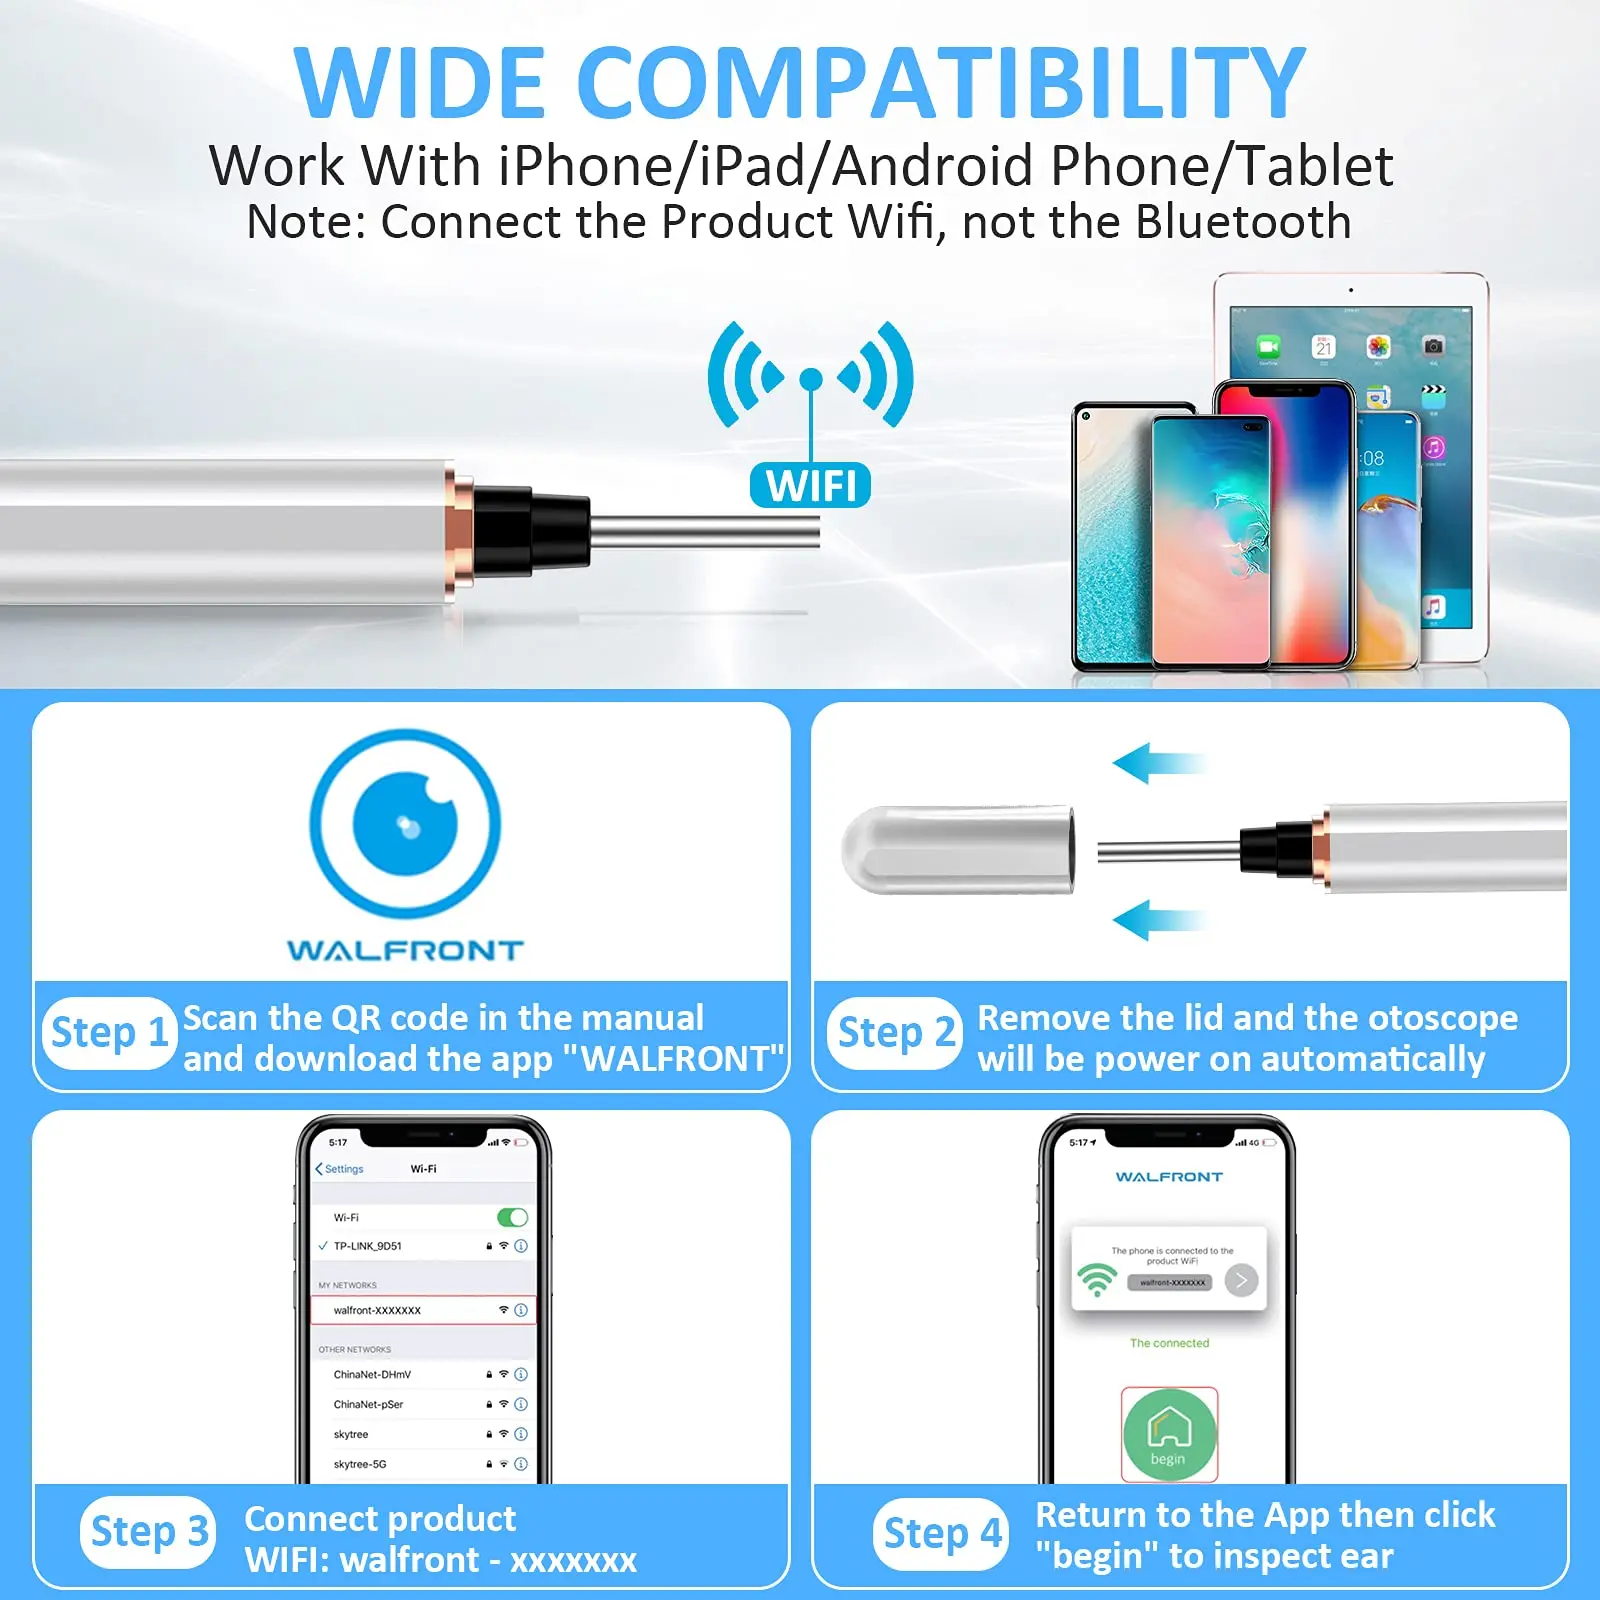 WIDE COMPATIBILITY
Work With iPhone/iPad/Android Phone/Tablet
Note: Connect the Product Wifi, not the Bluetooth
WIFI
21
:08
WALFRONT
Step 1
Scan the QR code in the manual
and download the app "WALFRONT"
Step 2
Remove the lid and the otoscope
will be power on automatically
5:17
Settings
Wi-Fi
Wi-Fi
TP-LINK_9D51
MY NETWORKS
walfront-XXXXXXX
OTHER NETWORKS
ChinaNet-DHmV
ChinaNet-pSer
skytree
skytree-5G
Step 3
Connect product
WIFI: walfront - xxxxxxx
5:17
4G
WALFRONT
The phone is connected to the
product WiFi
walfront-XXXXXXX
The connected
begin
Step 4
Return to the App then click
"begin" to inspect ear